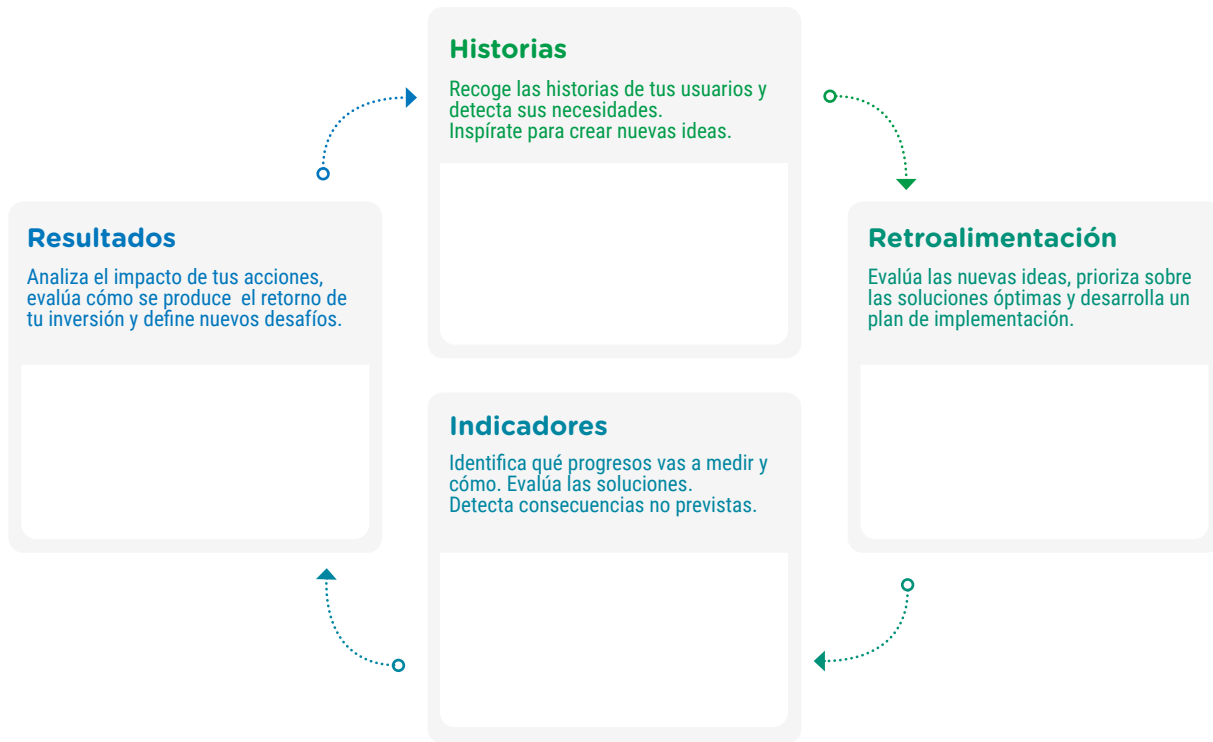 Historias
Recoge las historias de tus usuarios y
detecta sus necesidades.
Inspírate para crear nuevas ideas.
Resultados
Analiza el impacto de tus acciones,
evalúa cómo se produce  el retorno de
tu inversión y define nuevos desafíos.
Retroalimentación
Evalúa las nuevas ideas, prioriza sobre
las soluciones óptimas y desarrolla un
plan de implementación.
Indicadores
Identifica qué progresos vas a medir y
cómo. Evalúa las soluciones.
Detecta consecuencias no previstas.